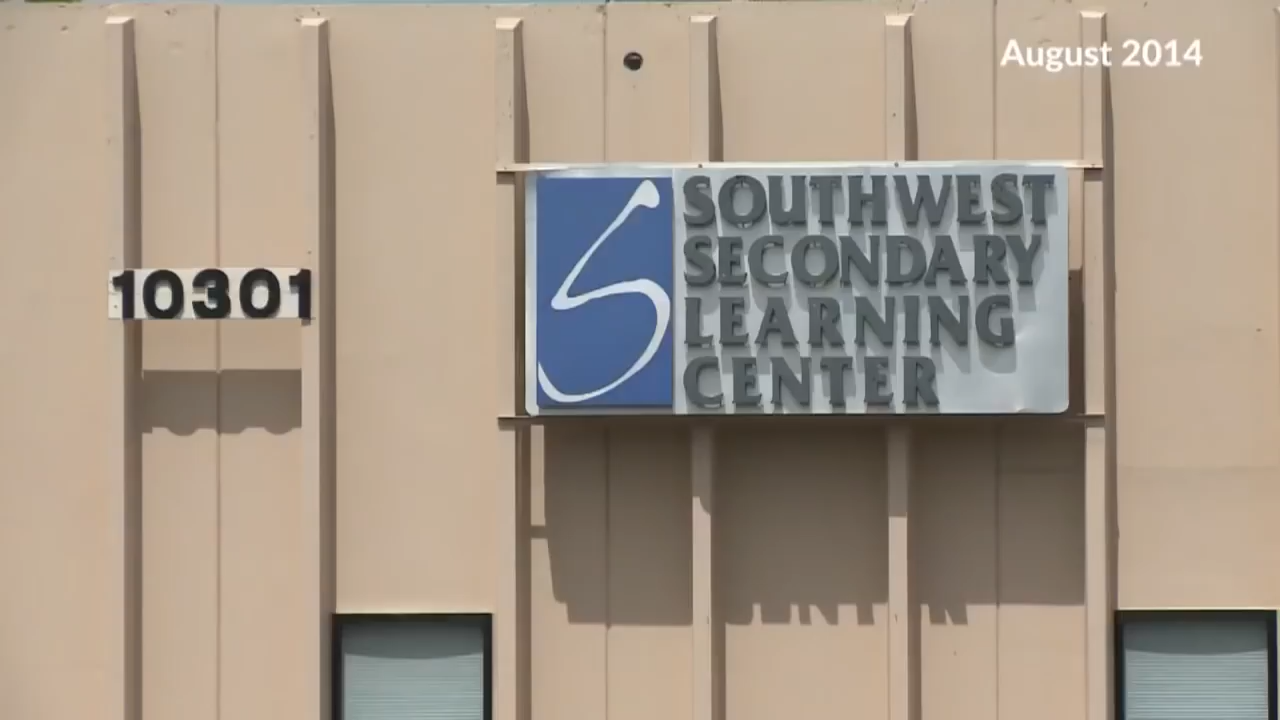 August 2014
SOUTHWEST
SECONDARY
LEARNING
CENTER
10301